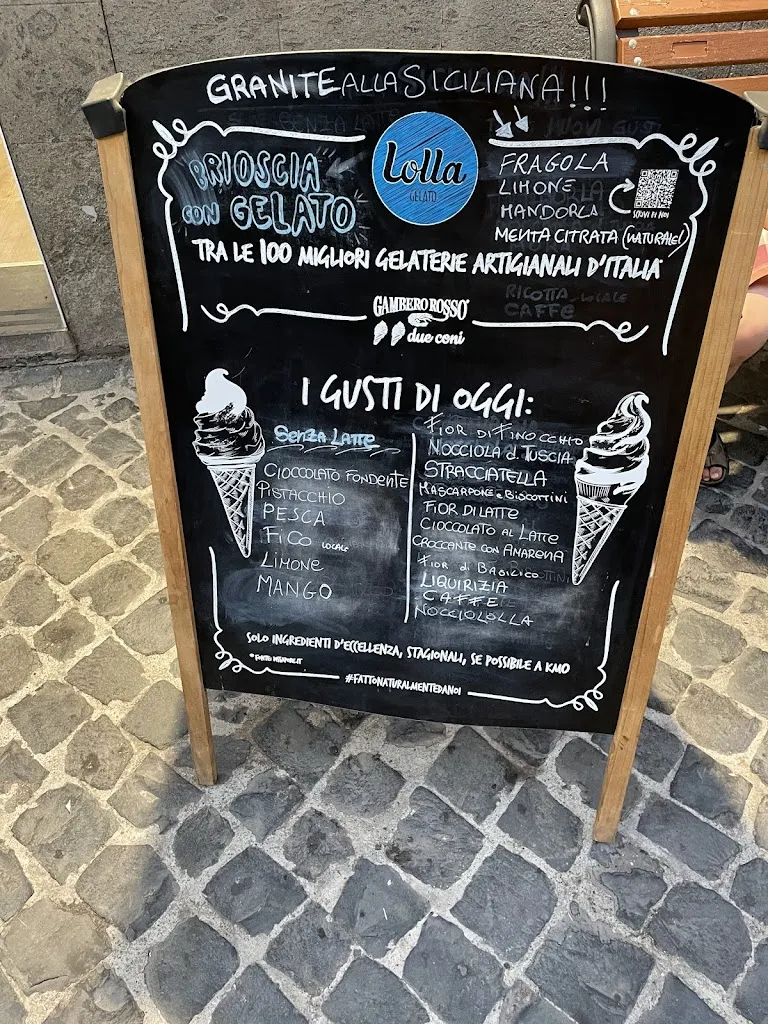 GRANITE ALLA SICILIANA!!!
BRIOSCIA
CON GELATO
Lolla
GELATO
FRAGOLA
LIMONE
MANDORLA
MENTA CITRATA (NATURALE!)
TRA LE 100 MIGLIORI GELATERIE ARTIGIANALI D'ITALIA
RICOTTA LOCALE
CAFFE
GAMBERO ROSSO
due coni
I GUSTI DI OGGI:
SENZA LATTE
CIOCCOLATO FONDENTE
PISTACCHIO
PESCA
FICO LOCALE
LIMONE
MANGO
FIOR DI FINOCCHIO
NOCCIOLA d. TUSCIA
STRACCIATELLA
MASCARPONE e BISCOTTINI
FIOR DI LATTE
CIOCCOLATO AL LATTE
CROCCANTE CON AMARENA
FIOR di BASILICO
LIQUIRIZIA
CAFFE
NOCCIOLOLLA
SOLO INGREDIENTI D'ECCELLENZA, STAGIONALI, SE POSSIBILE A KM0
#FATTONATURALMENTEDANOI